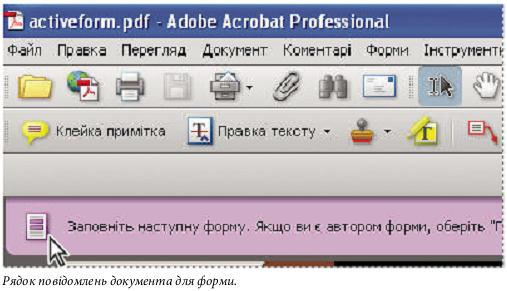 activeform.pdf - Adobe Acrobat Professional
Файл Правка Перегляд Документ Коментарі Форми Інструменти
Клейка примітка Правка тексту
Заповніть наступну форму. Якщо ви є автором форми, оберіть "П
Рядок повідомлень документа для форми.